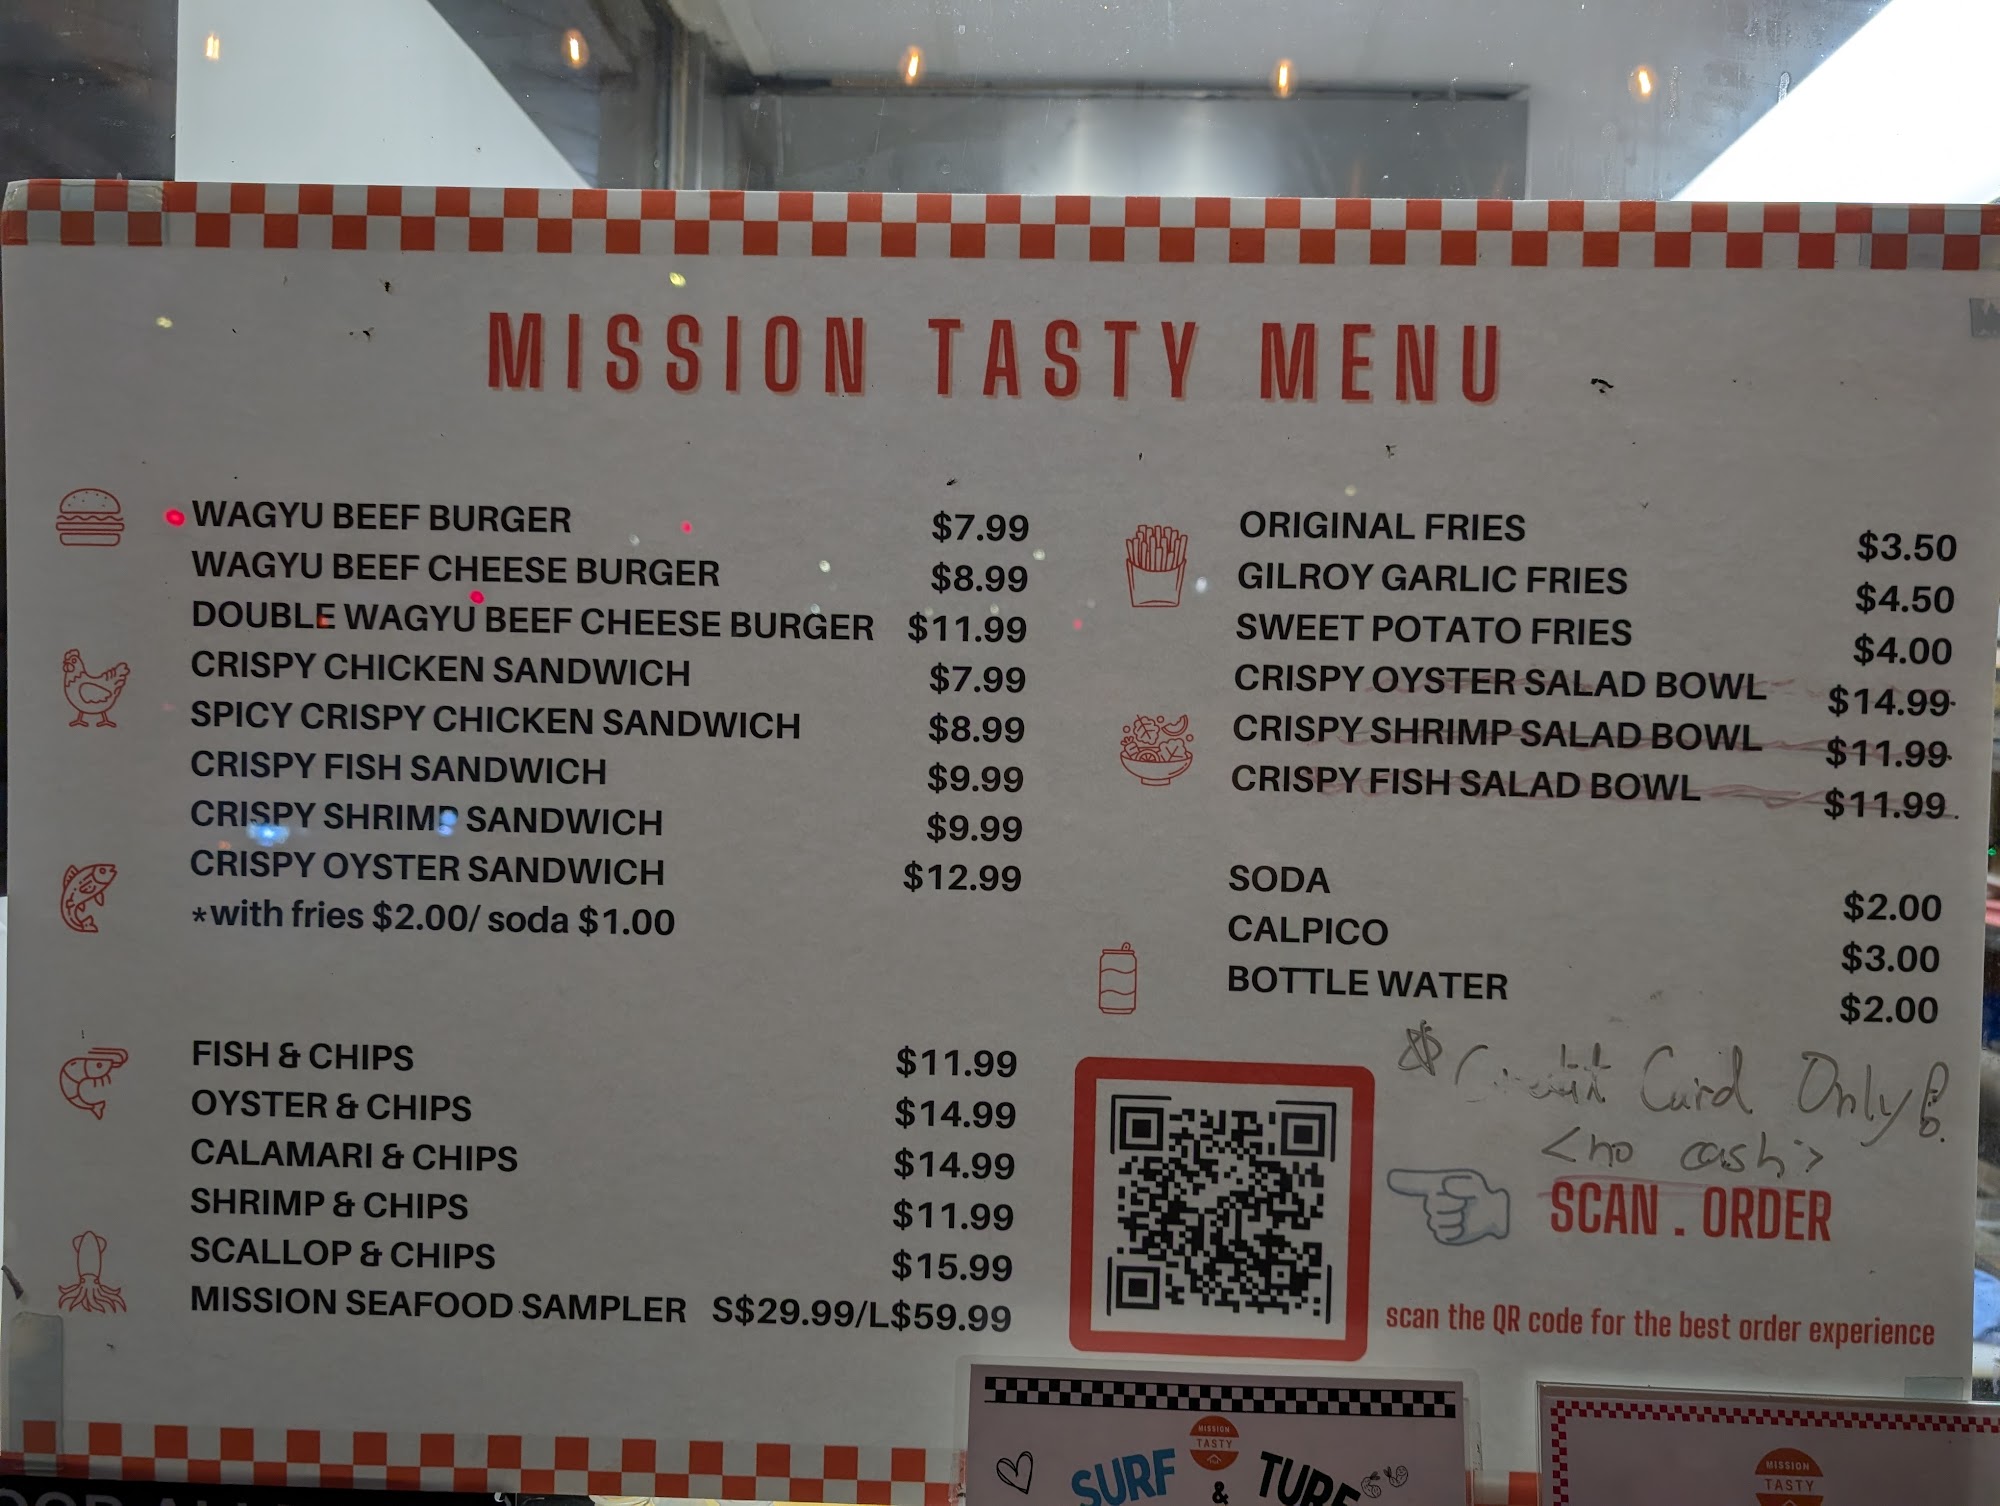 MISSION TASTY MENU
WAGYU BEEF BURGER $7.99
WAGYU BEEF CHEESE BURGER $8.99
DOUBLE WAGYU BEEF CHEESE BURGER $11.99
CRISPY CHICKEN SANDWICH $7.99
SPICY CRISPY CHICKEN SANDWICH $8.99
CRISPY FISH SANDWICH $9.99
CRISPY SHRIMP SANDWICH $9.99
CRISPY OYSTER SANDWICH $12.99
*with fries $2.00/ soda $1.00
FISH & CHIPS $11.99
OYSTER & CHIPS $14.99
CALAMARI & CHIPS $14.99
SHRIMP & CHIPS $11.99
SCALLOP & CHIPS $15.99
MISSION SEAFOOD SAMPLER S$29.99/L$59.99
ORIGINAL FRIES $3.50
GILROY GARLIC FRIES $4.50
SWEET POTATO FRIES $4.00
CRISPY OYSTER SALAD BOWL $14.99
CRISPY SHRIMP SALAD BOWL $11.99
CRISPY FISH SALAD BOWL $11.99
SODA $2.00
CALPICO $3.00
BOTTLE WATER $2.00
Credit Card Only!
<no cash>
SCAN . ORDER
scan the QR code for the best order experience
MISSION
TASTY
SURF & TURF
MISSION
TASTY